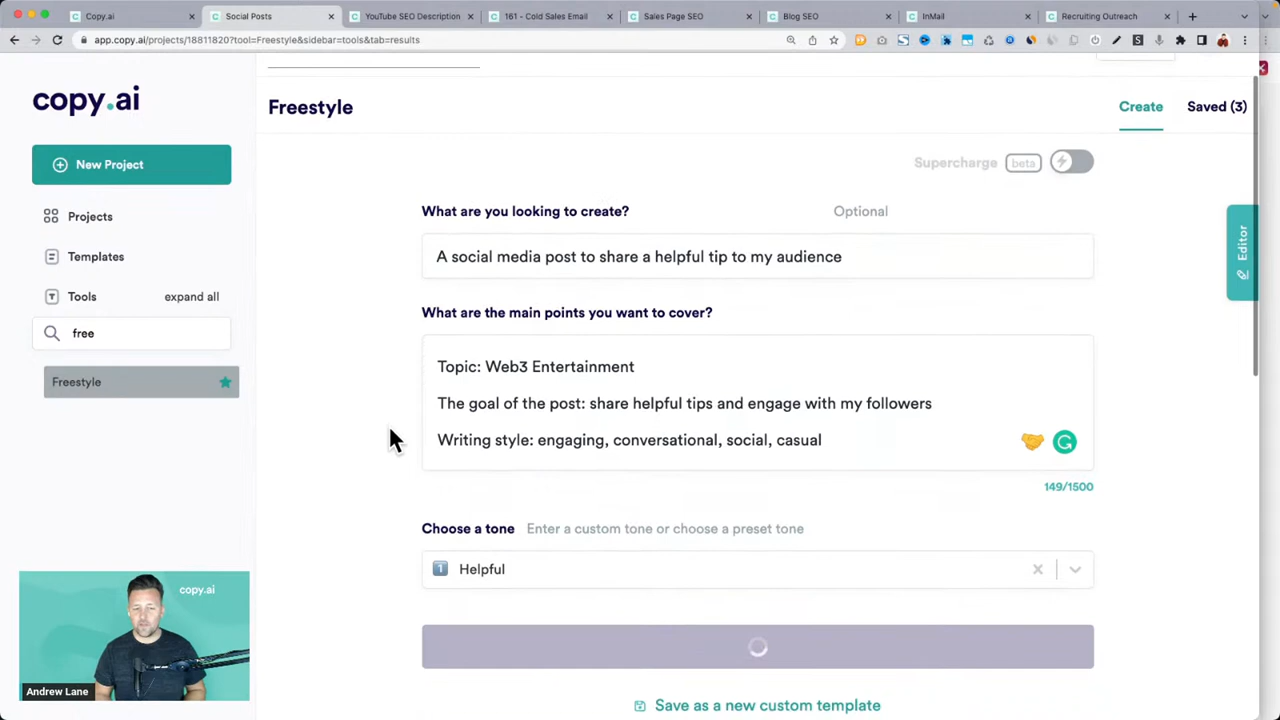 Copy.ai
Social Posts
YouTube SEO Description
161 - Cold Sales Email
Sales Page SEO
Blog SEO
InMail
Recruiting Outreach
app.copy.ai/projects/18811820?tool=Freestyle&sidebar=tools&tab=results
copy.ai
New Project
Projects
Templates
Tools
expand all
free
Freestyle
Freestyle
Create
Saved (3)
Supercharge
beta
What are you looking to create?
Optional
A social media post to share a helpful tip to my audience
What are the main points you want to cover?
Topic: Web3 Entertainment
The goal of the post: share helpful tips and engage with my followers
Writing style: engaging, conversational, social, casual
149/1500
Choose a tone
Enter a custom tone or choose a preset tone
1 Helpful
Save as a new custom template
Editor
copy.ai
Andrew Lane